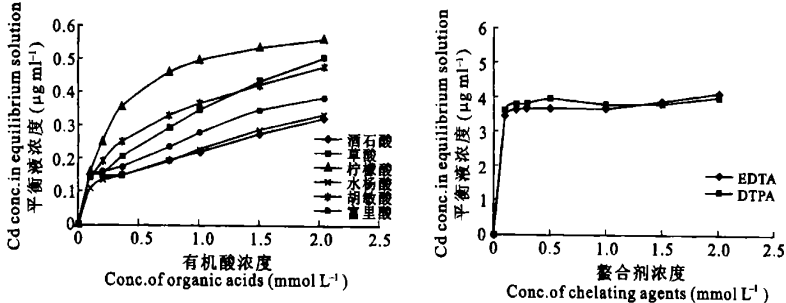 Cd conc.in equilibrium solution
平衡液浓度(μg ml⁻¹)
0.6
0.5
0.4
0.3
0.2
0.1
0
0
0.5
1.0
1.5
2.0
2.5
酒石酸
草酸
柠檬酸
水杨酸
胡敏酸
富里酸
有机酸浓度
Conc.of organic acids(mmol L⁻¹)
Cd conc.in equilibrium solution
平衡液浓度(μg ml⁻¹)
6
5
4
3
2
1
0
0
0.5
1.0
1.5
2.0
2.5
EDTA
DTPA
螯合剂浓度
Conc.of chelating agents(mmol L⁻¹)